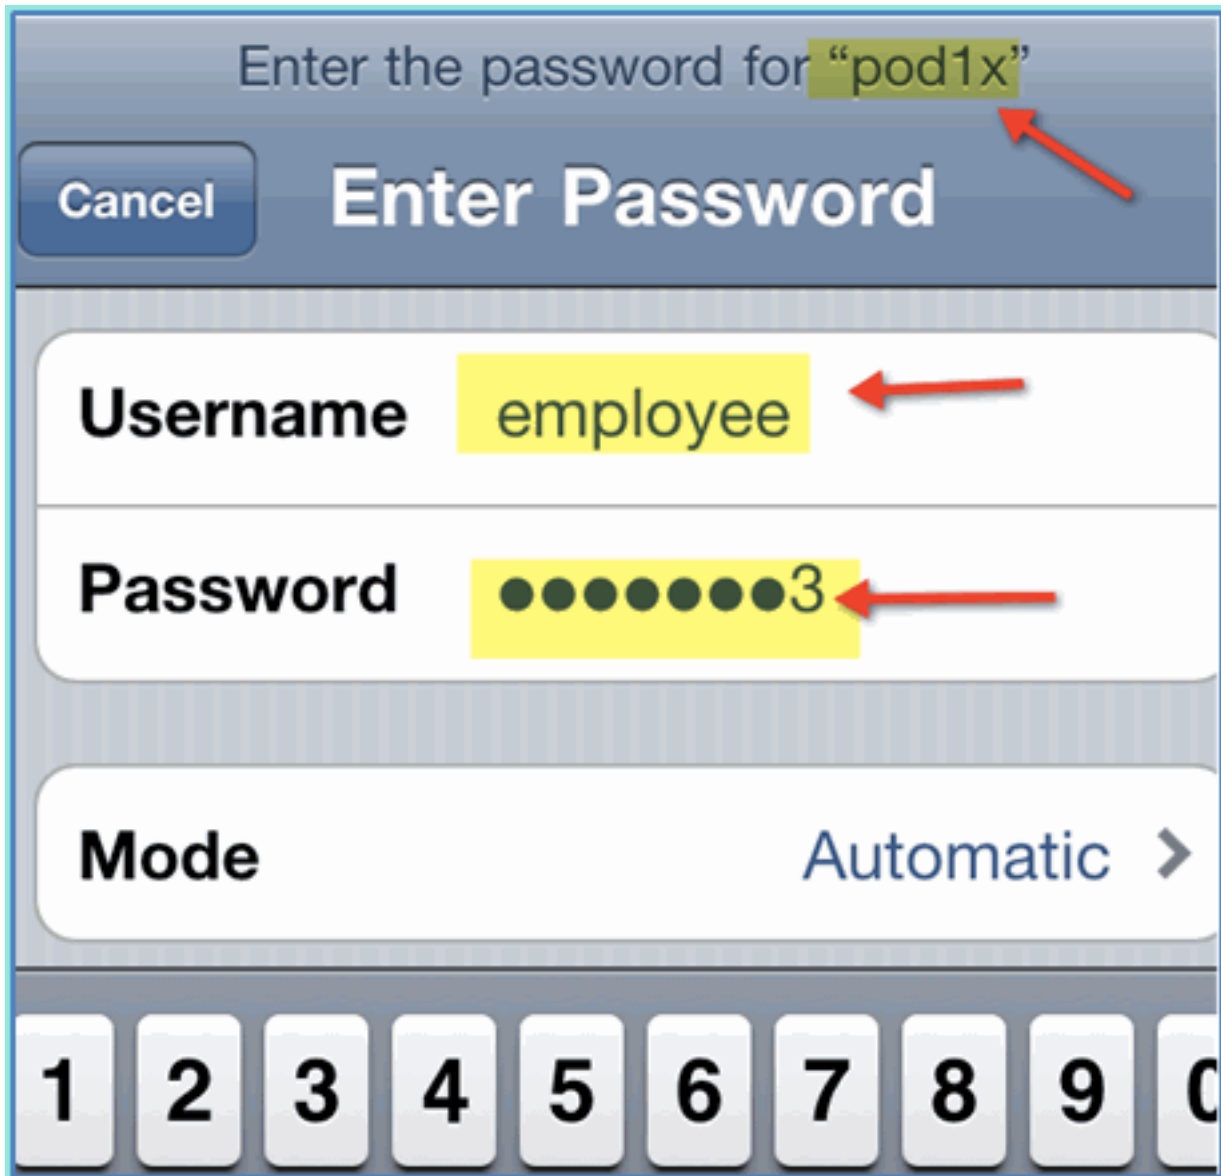 Enter the password for “pod1x”
Cancel Enter Password
Username employee
Password ●●●●●●●3
Mode Automatic >
1 2 3 4 5 6 7 8 9 0